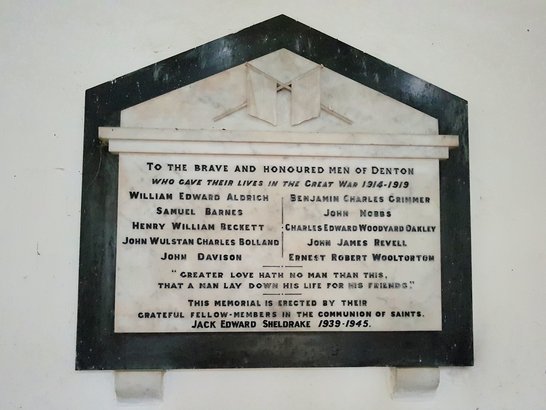 TO THE BRAVE AND HONOURED MEN OF DENTON
WHO GAVE THEIR LIVES IN THE GREAT WAR 1914-1919
WILLIAM EDWARD ALDRICH
SAMUEL BARNES
HENRY WILLIAM BECKETT
JOHN WULSTAN CHARLES BOLLAND
JOHN DAVISON
BENJAMIN CHARLES GRIMMER
JOHN NOBBS
CHARLES EDWARD WOODYARD OAKLEY
JOHN JAMES REVELL
ERNEST ROBERT WOOLTORTON
"GREATER LOVE HATH NO MAN THAN THIS,
THAT A MAN LAY DOWN HIS LIFE FOR HIS FRIENDS."
THIS MEMORIAL IS ERECTED BY THEIR
GRATEFUL FELLOW-MEMBERS IN THE COMMUNION OF SAINTS.
JACK EDWARD SHELDRAKE 1939-1945.